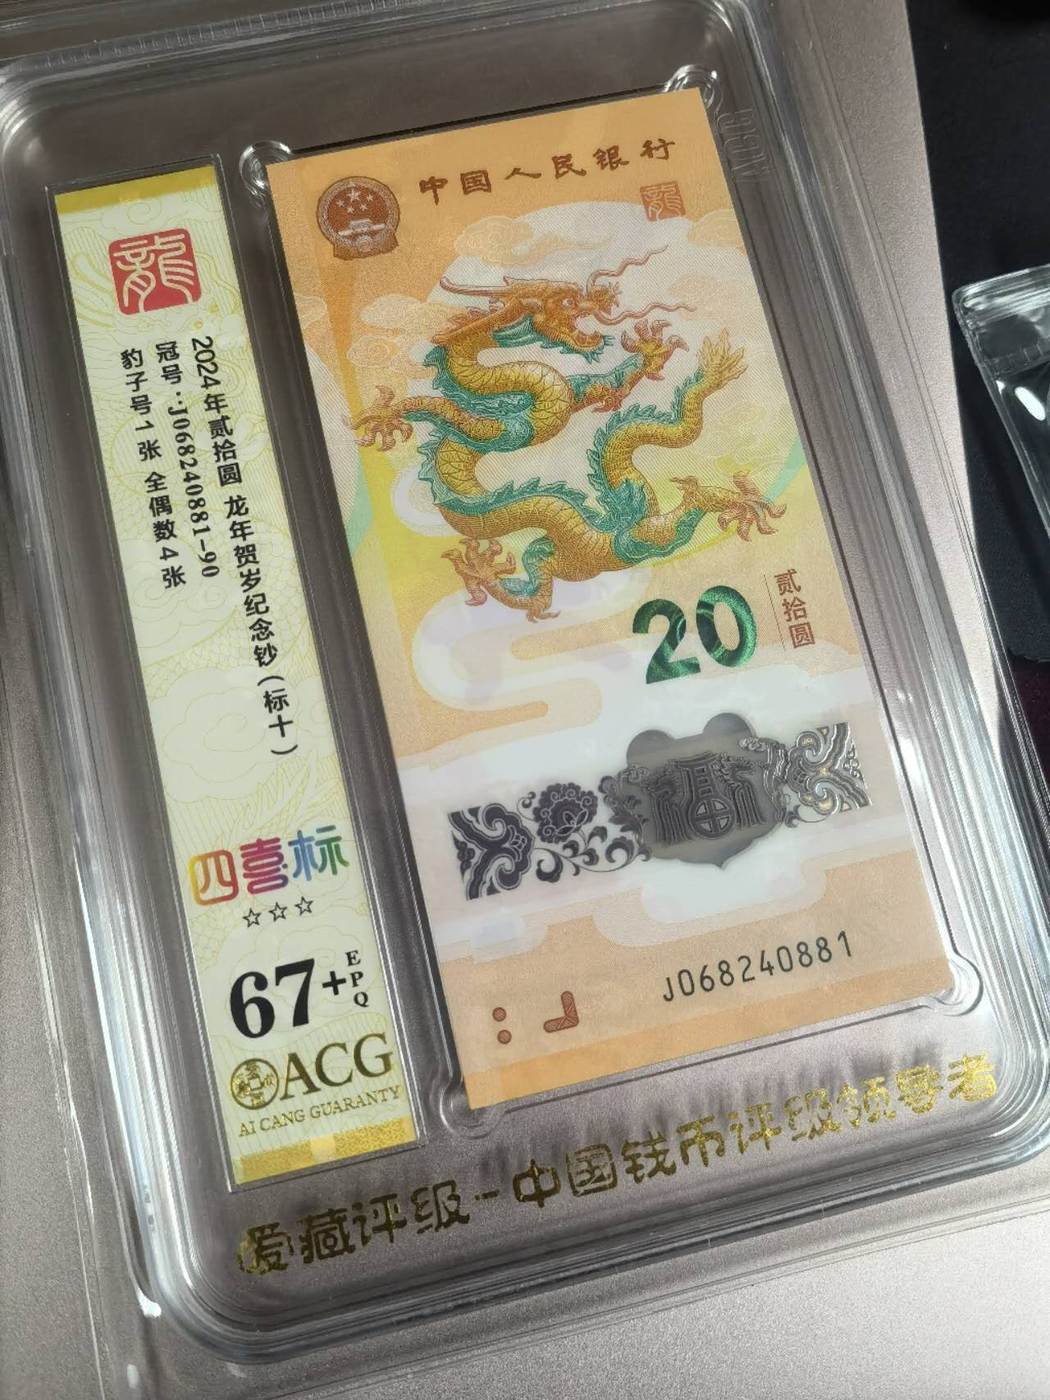 龍
2024年贰拾圆 龙年贺岁纪念钞(标十)
冠号:J068240881-90
豹子号1张 全偶数4张
四喜标
☆☆☆
67+EPQ
ACG
AI CANG GUARANTY
中国人民银行
龍
20
贰拾圆
福
J068240881
爱藏评级--中国钱币评级领导者